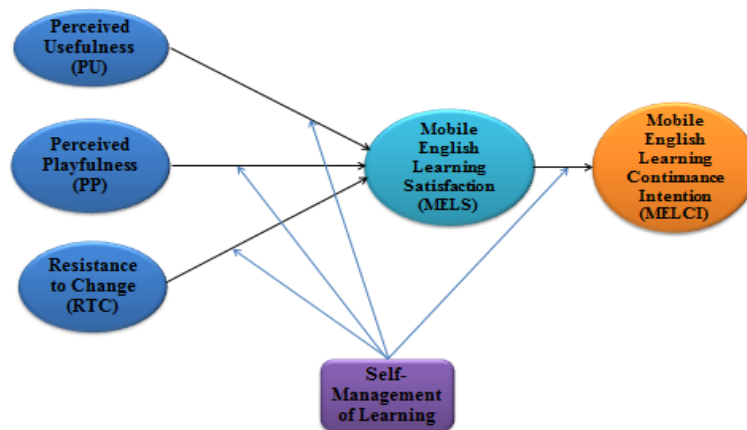 Perceived
Usefulness
(PU)
Perceived
Playfulness
(PP)
Resistance
to Change
(RTC)
Mobile
English
Learning
Satisfaction
(MELS)
Mobile
English
Learning
Continuance
Intention
(MELCI)
Self-
Management
of Learning